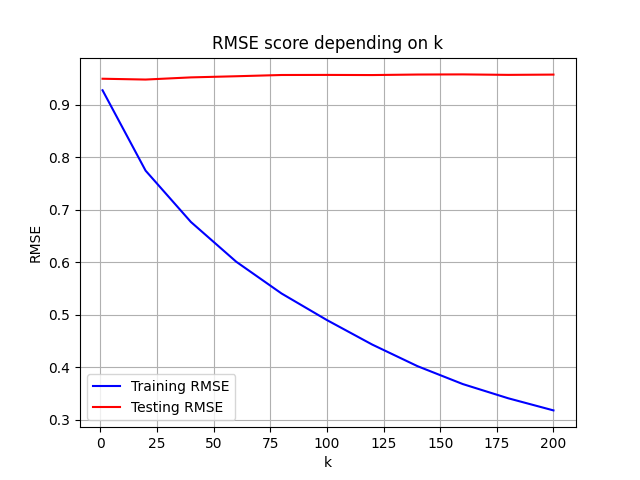 RMSE score depending on k
RMSE
0.9
0.8
0.7
0.6
0.5
0.4
0.3
Training RMSE
Testing RMSE
0 25 50 75 100 125 150 175 200
k